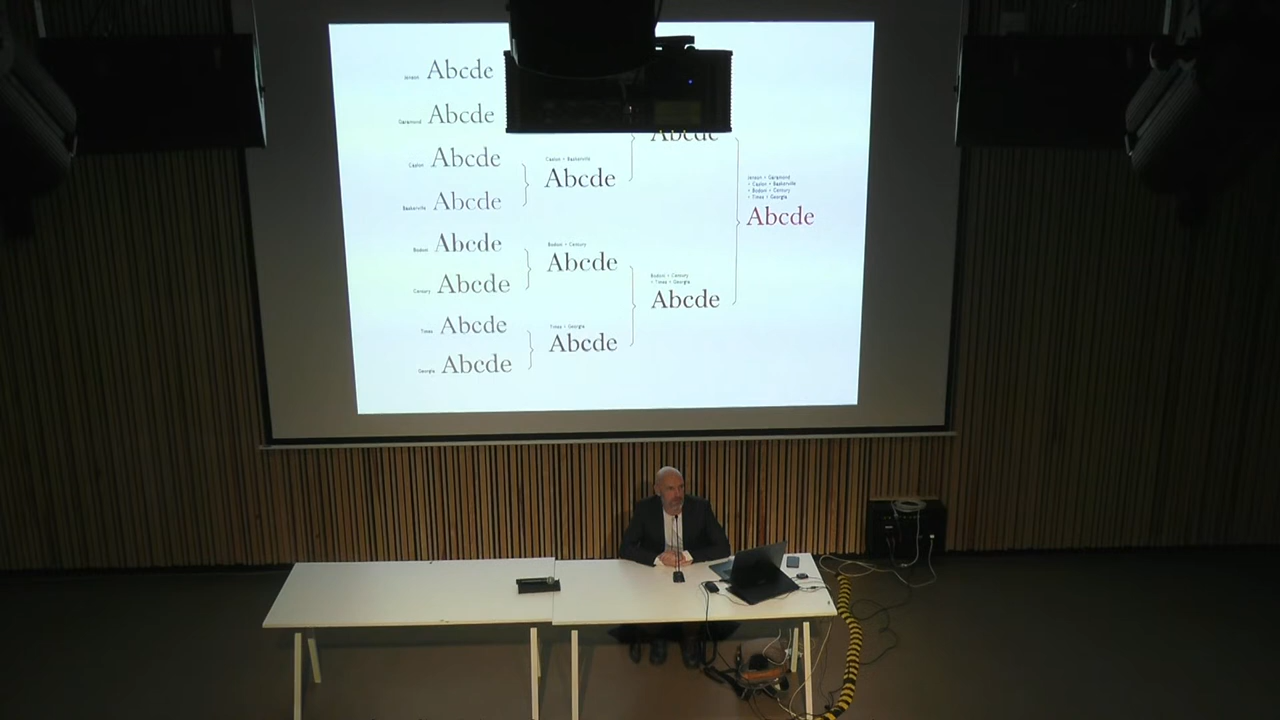 Jenson Abcde
Garamond Abcde
Caslon Abcde
Baskerville Abcde
Bodoni Abcde
Century Abcde
Times Abcde
Georgia Abcde
Caslon + Baskerville
Abcde
Bodoni + Century
Abcde
Times + Georgia
Abcde
Abcde
Bodoni + Century
+ Times + Georgia
Abcde
Jenson + Garamond
+ Caslon + Baskerville
+ Bodoni + Century
+ Times + Georgia
Abcde